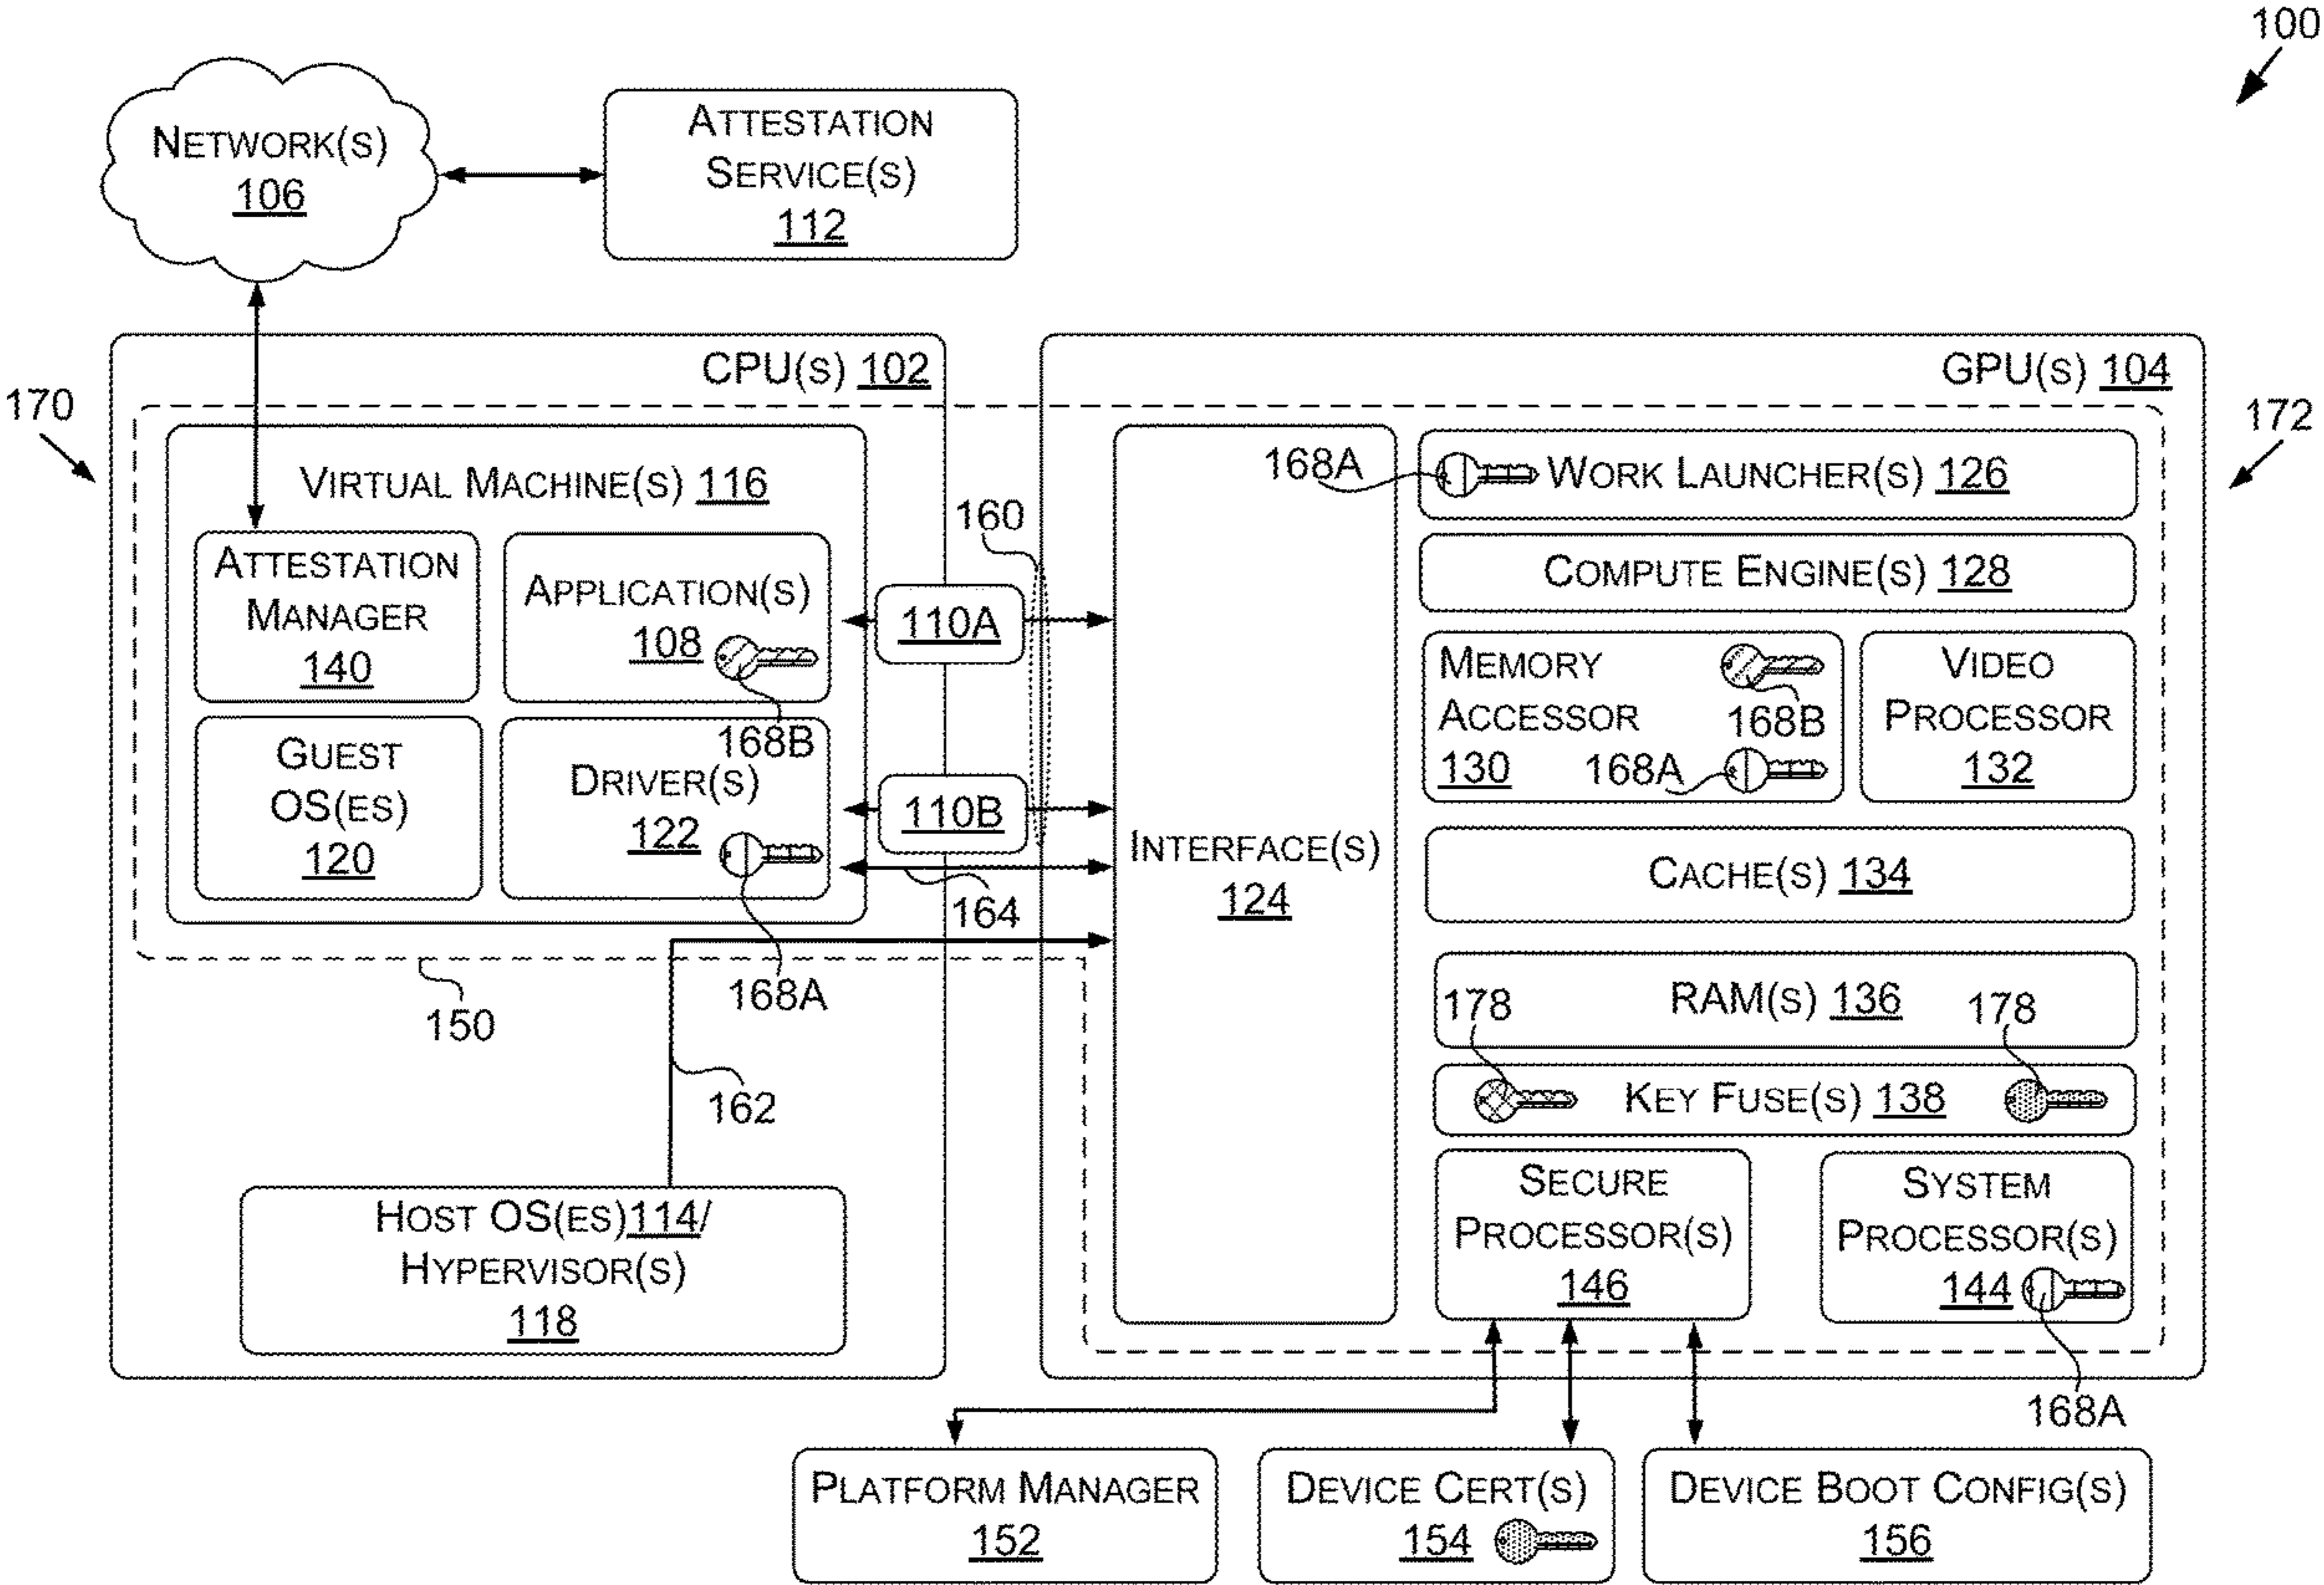 100
NETWORK(S)
106
ATTESTATION
SERVICE(S)
112
CPU(S) 102
GPU(S) 104
170
172
VIRTUAL MACHINE(S) 116
ATTESTATION
MANAGER
140
APPLICATION(S)
108
168B
GUEST
OS(ES)
120
DRIVER(S)
122
168A
110A
110B
160
164
150
162
HOST OS(ES)114/
HYPERVISOR(S)
118
INTERFACE(S)
124
168A
WORK LAUNCHER(S) 126
COMPUTE ENGINE(S) 128
MEMORY
ACCESSOR
130
168B
168A
VIDEO
PROCESSOR
132
CACHE(S) 134
RAM(S) 136
178
178
KEY FUSE(S) 138
SECURE
PROCESSOR(S)
146
SYSTEM
PROCESSOR(S)
144
168A
PLATFORM MANAGER
152
DEVICE CERT(S)
154
DEVICE BOOT CONFIG(S)
156